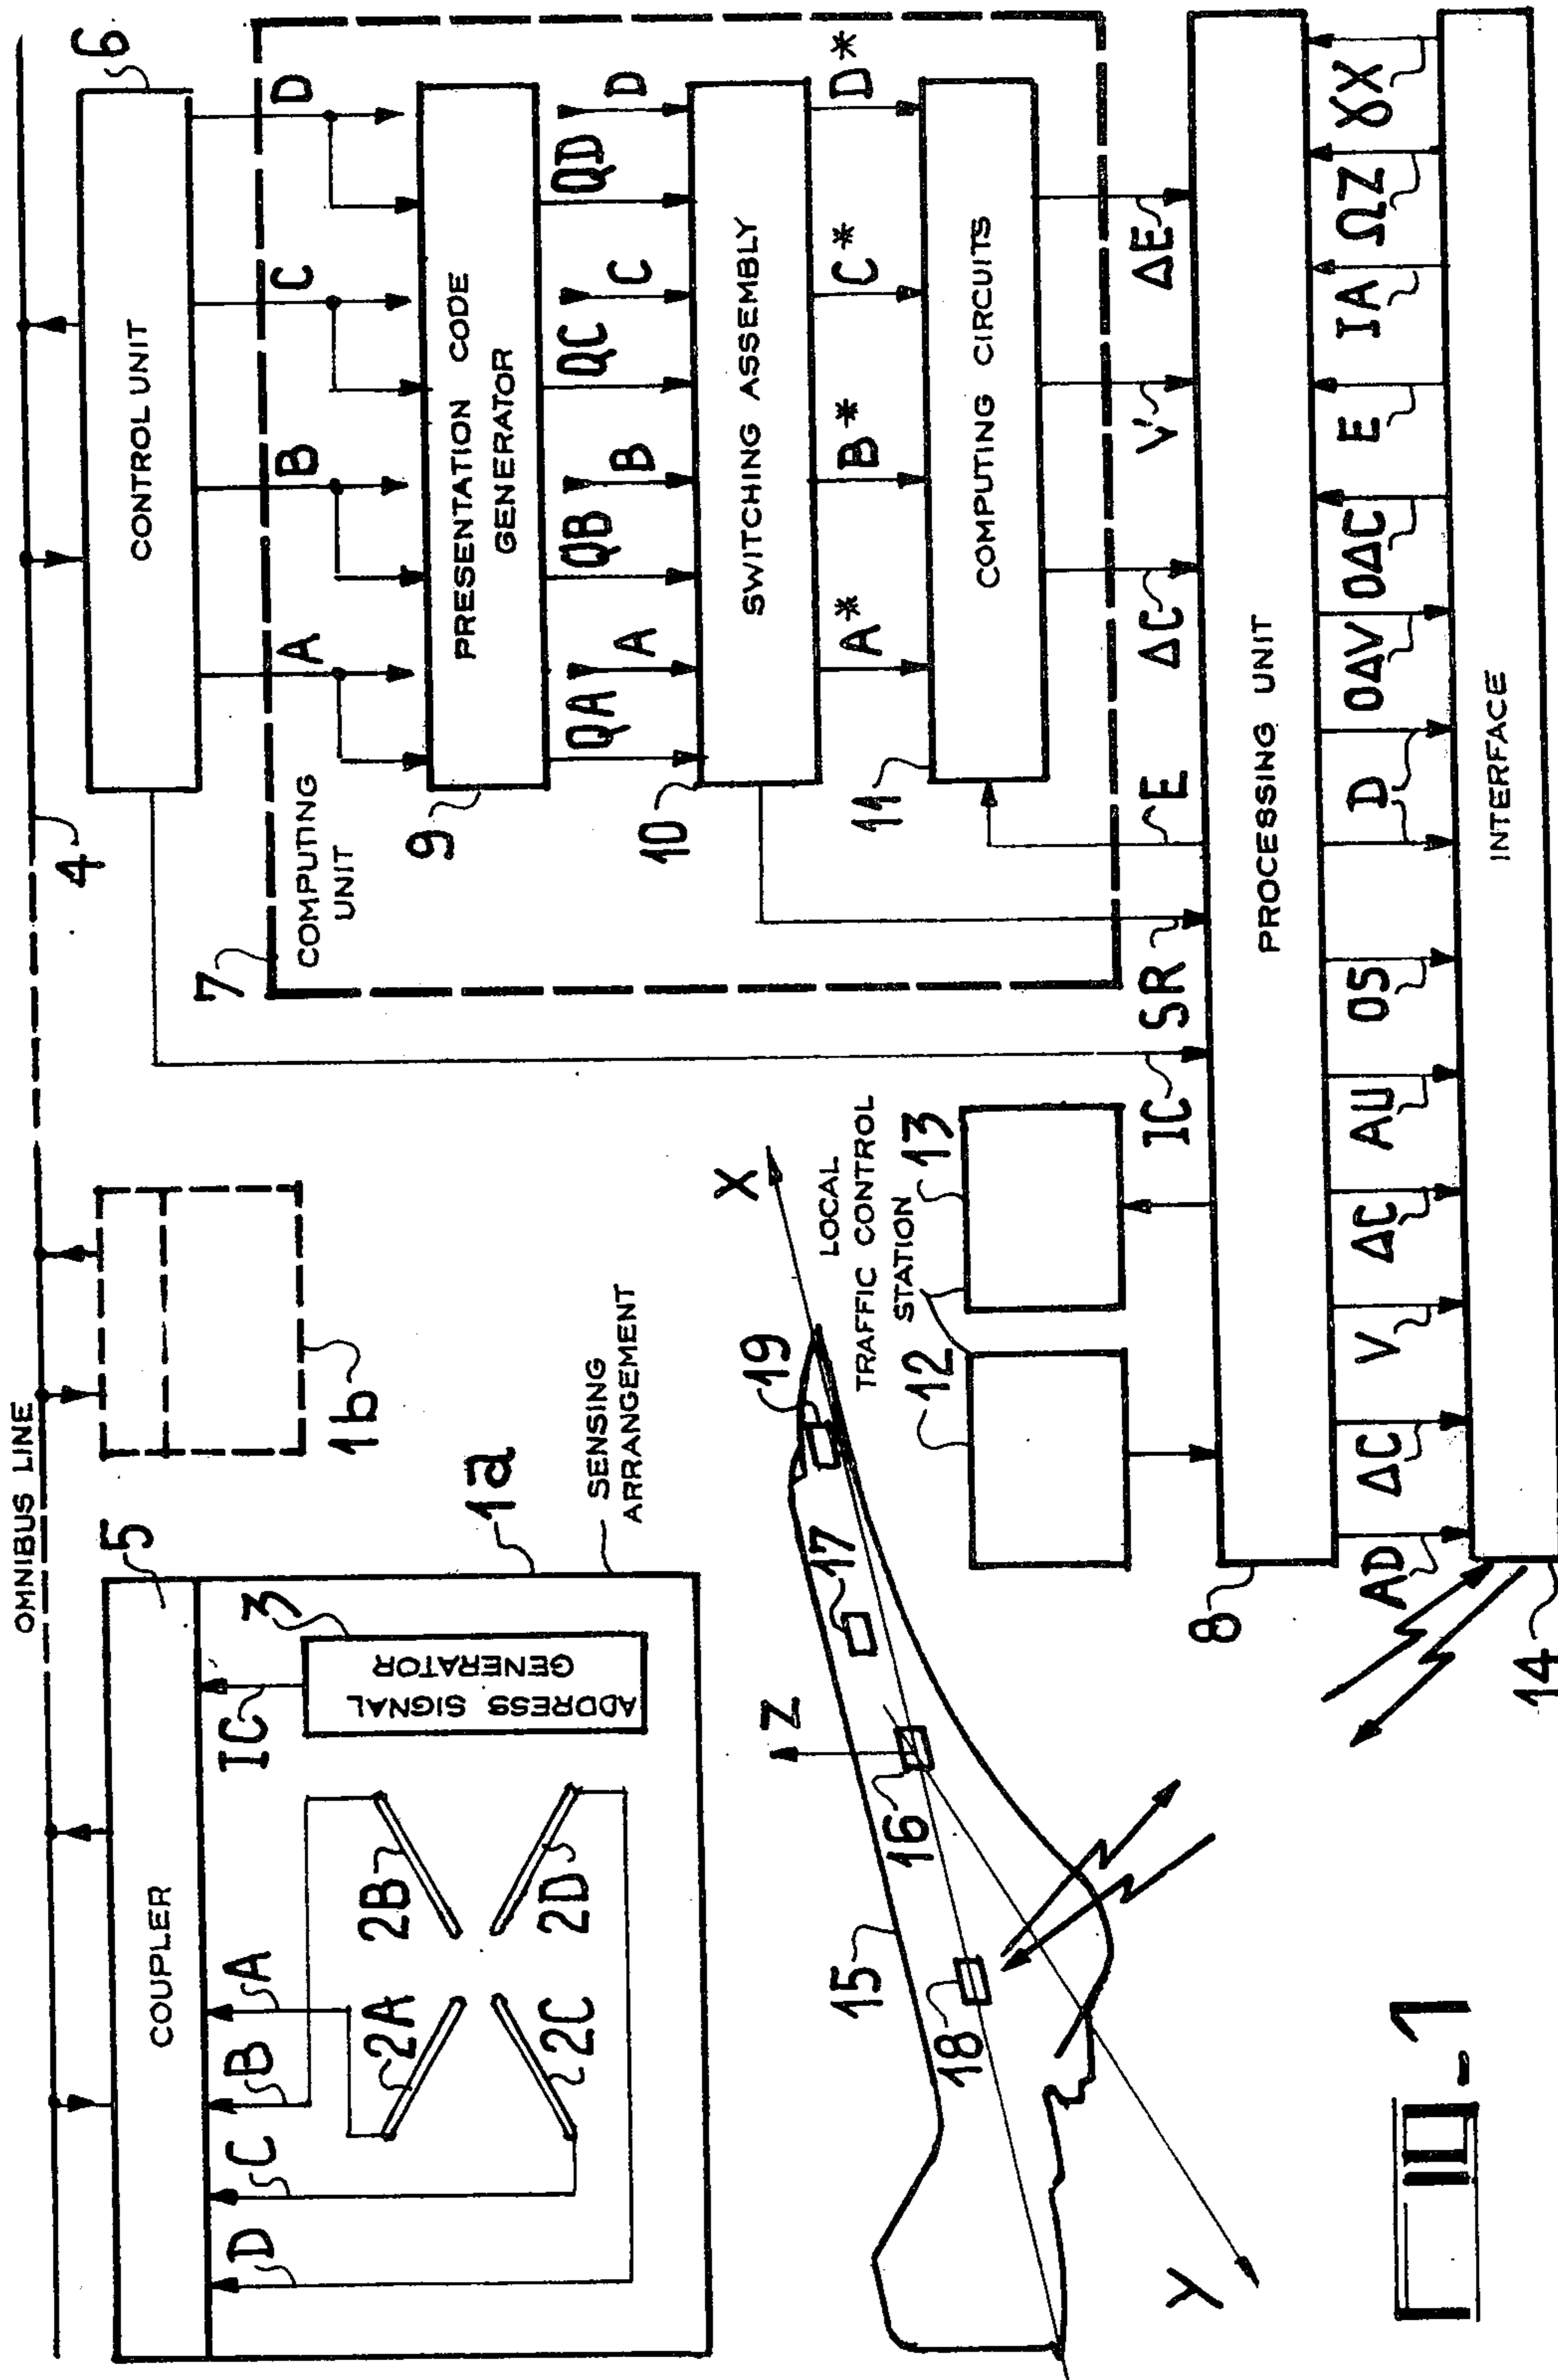 OMNIBUS LINE
4
5
COUPLER
D
C
B
A
IC
3
ADDRESS SIGNAL
GENERATOR
2A
2B
2C
2D
1a
SENSING
ARRANGEMENT
1b
6
CONTROL UNIT
7
COMPUTING
UNIT
A
B
C
D
9
PRESENTATION CODE
GENERATOR
QA
A
QB
B
QC
C
QD
D
10
SWITCHING ASSEMBLY
A*
B*
C*
D*
11
COMPUTING CIRCUITS
X
Z
Y
15
16
17
18
19
LOCAL
TRAFFIC CONTROL
STATION
12
13
IC
SR
E
ΔC
V'
ΔE
8
PROCESSING UNIT
AD
ΔC
V
ΔC
AU
OS
D
OΔV
OΔC
E
IA
ΩZ
γX
14
INTERFACE
FIG_1